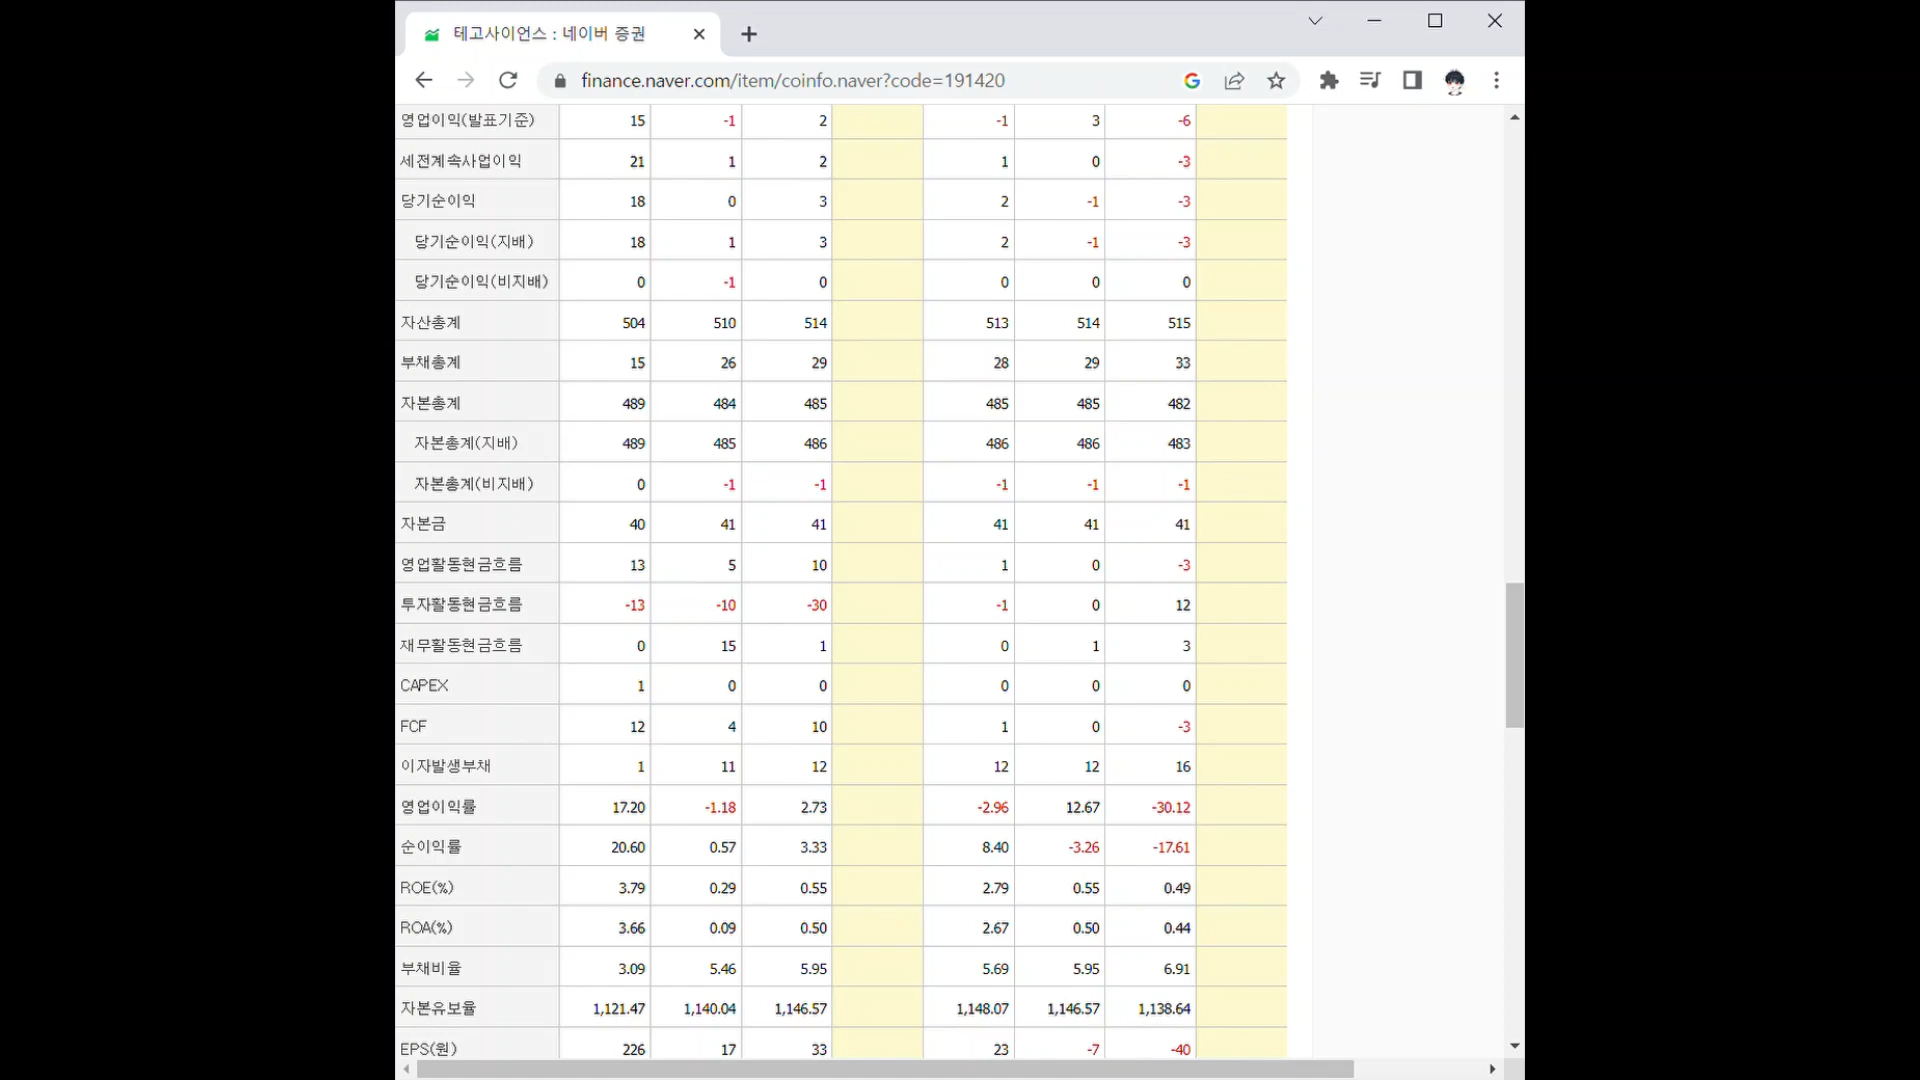 테고사이언스 : 네이버 증권
finance.naver.com/item/coinfo.naver?code=191420
영업이익(발표기준) 15 -1 2 -1 3 -6
세전계속사업이익 21 1 2 1 0 -3
당기순이익 18 0 3 2 -1 -3
당기순이익(지배) 18 1 3 2 -1 -3
당기순이익(비지배) 0 -1 0 0 0 0
자산총계 504 510 514 513 514 515
부채총계 15 26 29 28 29 33
자본총계 489 484 485 485 485 482
자본총계(지배) 489 485 486 486 486 483
자본총계(비지배) 0 -1 -1 -1 -1 -1
자본금 40 41 41 41 41 41
영업활동현금흐름 13 5 10 1 0 -3
투자활동현금흐름 -13 -10 -30 -1 0 12
재무활동현금흐름 0 15 1 0 1 3
CAPEX 1 0 0 0 0 0
FCF 12 4 10 1 0 -3
이자발생부채 1 11 12 12 12 16
영업이익률 17.20 -1.18 2.73 -2.96 12.67 -30.12
순이익률 20.60 0.57 3.33 8.40 -3.26 -17.61
ROE(%) 3.79 0.29 0.55 2.79 0.55 0.49
ROA(%) 3.66 0.09 0.50 2.67 0.50 0.44
부채비율 3.09 5.46 5.95 5.69 5.95 6.91
자본유보율 1,121.47 1,140.04 1,146.57 1,148.07 1,146.57 1,138.64
EPS(원) 226 17 33 23 -7 -40